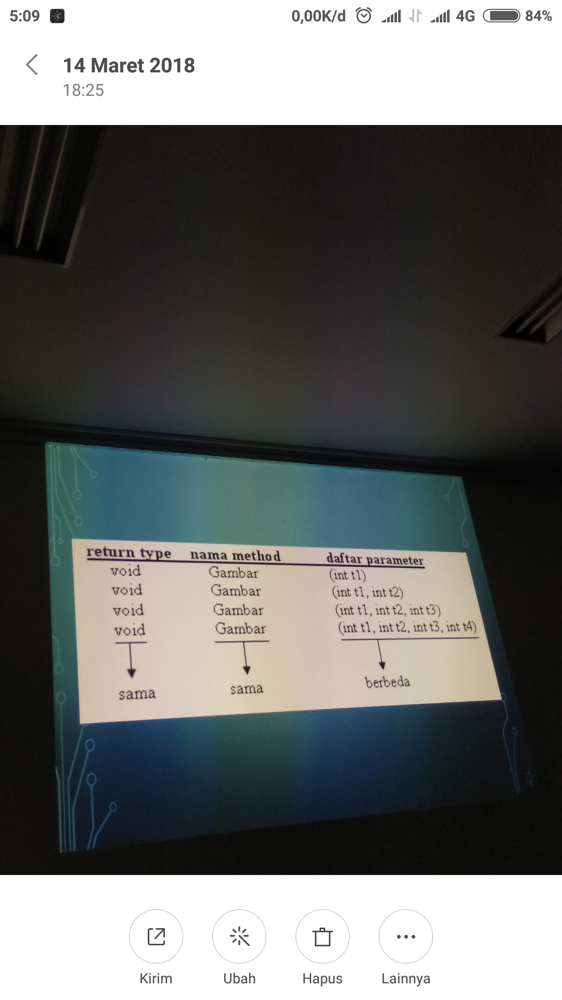 5:09 0,00K/d 4G 84%
14 Maret 2018
18:25
return type nama method daftar parameter
void Gambar (int t1)
void Gambar (int t1, int t2)
void Gambar (int t1, int t2, int t3)
void Gambar (int t1, int t2, int t3, int t4)
sama sama berbeda
Kirim Ubah Hapus Lainnya